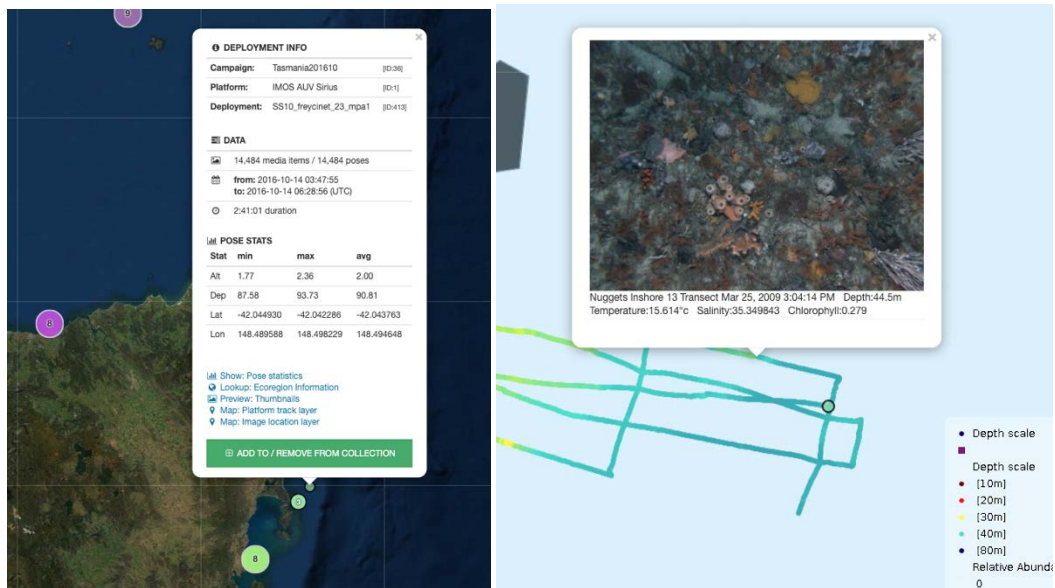 9
8
3
8
×
DEPLOYMENT INFO
Campaign: Tasmania201610 [ID:36]
Platform: IMOS AUV Sirius [ID:1]
Deployment: SS10_freycinet_23_mpa1 [ID:413]
DATA
14,484 media items / 14,484 poses
from: 2016-10-14 03:47:55
to: 2016-10-14 06:28:56 (UTC)
2:41:01 duration
POSE STATS
Stat min max avg
Alt 1.77 2.36 2.00
Dep 87.58 93.73 90.81
Lat -42.044930 -42.042286 -42.043763
Lon 148.489588 148.498229 148.494648
Show: Pose statistics
Lookup: Ecoregion Information
Preview: Thumbnails
Map: Platform track layer
Map: Image location layer
ADD TO / REMOVE FROM COLLECTION
×
Nuggets Inshore 13 Transect Mar 25, 2009 3:04:14 PM Depth:44.5m
Temperature:15.614°c Salinity:35.349843 Chlorophyll:0.279
Depth scale
Depth scale
[10m]
[20m]
[30m]
[40m]
[80m]
Relative Abunda
0